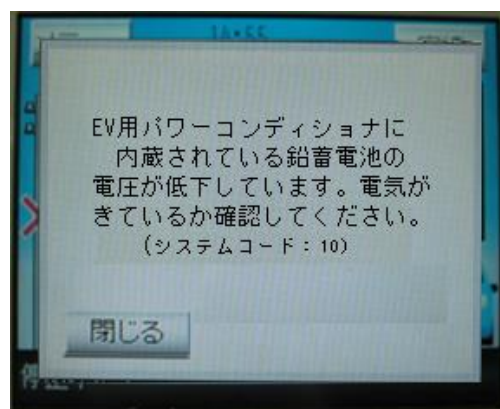 EV用パワーコンディショナに
内蔵されている鉛蓄電池の
電圧が低下しています。電気が
きているか確認してください。
(システムコード:10)
閉じる